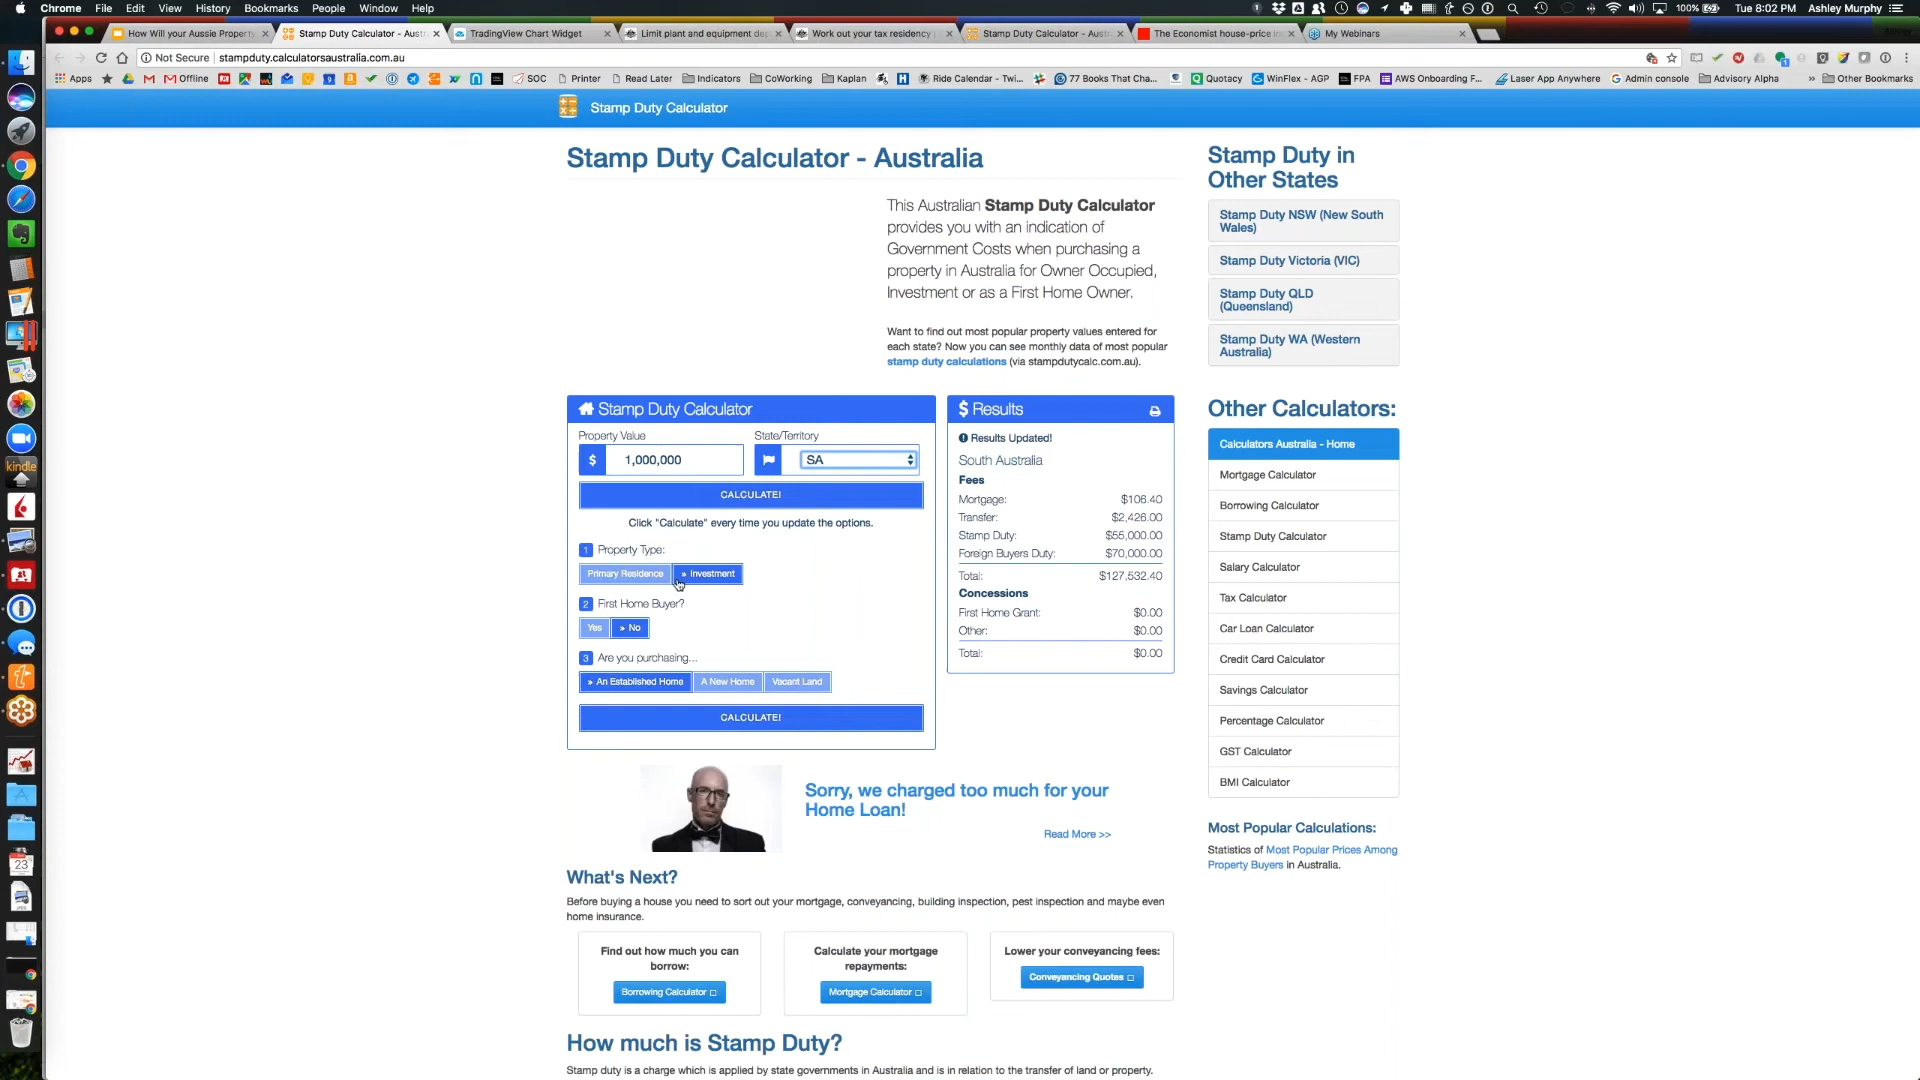 Chrome File Edit View History Bookmarks People Window Help
100% Tue 8:02 PM Ashley Murphy
How Will your Aussie Property
Stamp Duty Calculator - Austr
TradingView Chart Widget
Limit plant and equipment dep
Work out your tax residency
Stamp Duty Calculator - Austr
The Economist house-price in
My Webinars
Not Secure stampduty.calculatorsaustralia.com.au
Apps Offline SOC Printer Read Later Indicators CoWorking Kaplan Ride Calendar - Twi... 77 Books That Cha... Quotacy WinFlex - AGP FPA AWS Onboarding F... Laser App Anywhere Admin console Advisory Alpha » Other Bookmarks
Stamp Duty Calculator
Stamp Duty Calculator - Australia
This Australian Stamp Duty Calculator
provides you with an indication of
Government Costs when purchasing a
property in Australia for Owner Occupied,
Investment or as a First Home Owner.
Want to find out most popular property values entered for
each state? Now you can see monthly data of most popular
stamp duty calculations (via stampdutycalc.com.au).
Stamp Duty Calculator
Property Value State/Territory
$ 1,000,000 SA
CALCULATE!
Click "Calculate" every time you update the options.
1 Property Type:
Primary Residence » Investment
2 First Home Buyer?
Yes » No
3 Are you purchasing...
» An Established Home A New Home Vacant Land
CALCULATE!
$ Results
Results Updated!
South Australia
Fees
Mortgage: $106.40
Transfer: $2,426.00
Stamp Duty: $55,000.00
Foreign Buyers Duty: $70,000.00
Total: $127,532.40
Concessions
First Home Grant: $0.00
Other: $0.00
Total: $0.00
Sorry, we charged too much for your
Home Loan!
Read More >>
What's Next?
Before buying a house you need to sort out your mortgage, conveyancing, building inspection, pest inspection and maybe even
home insurance.
Find out how much you can
borrow:
Borrowing Calculator
Calculate your mortgage
repayments:
Mortgage Calculator
Lower your conveyancing fees:
Conveyancing Quotes
How much is Stamp Duty?
Stamp duty is a charge which is applied by state governments in Australia and is in relation to the transfer of land or property.
Stamp Duty in
Other States
Stamp Duty NSW (New South
Wales)
Stamp Duty Victoria (VIC)
Stamp Duty QLD
(Queensland)
Stamp Duty WA (Western
Australia)
Other Calculators:
Calculators Australia - Home
Mortgage Calculator
Borrowing Calculator
Stamp Duty Calculator
Salary Calculator
Tax Calculator
Car Loan Calculator
Credit Card Calculator
Savings Calculator
Percentage Calculator
GST Calculator
BMI Calculator
Most Popular Calculations:
Statistics of Most Popular Prices Among
Property Buyers in Australia.
kindle
23